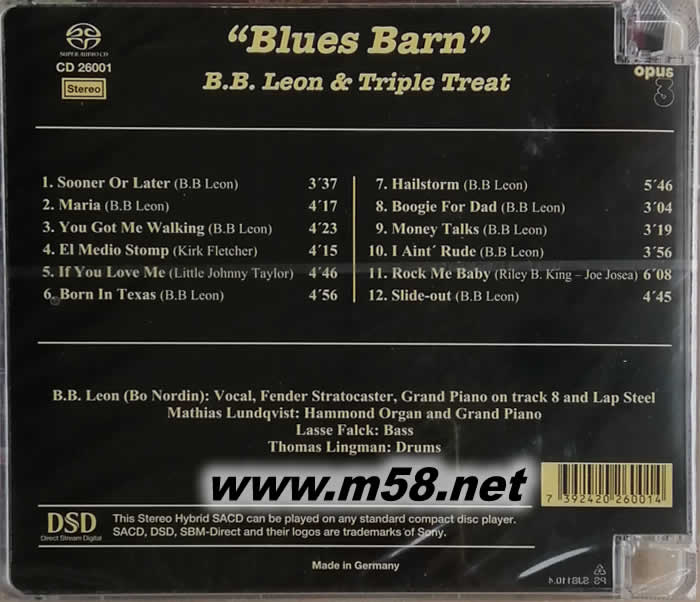 SUPER AUDIO CD
CD 26001
Stereo
“Blues Barn”
B.B. Leon & Triple Treat
opus
3
1. Sooner Or Later (B.B Leon) 3´37
2. Maria (B.B Leon) 4´17
3. You Got Me Walking (B.B Leon) 4´23
4. El Medio Stomp (Kirk Fletcher) 4´15
5. If You Love Me (Little Johnny Taylor) 4´46
6. Born In Texas (B.B Leon) 4´56
7. Hailstorm (B.B Leon) 5´46
8. Boogie For Dad (B.B Leon) 3´04
9. Money Talks (B.B Leon) 3´19
10. I Aint´ Rude (B.B Leon) 3´56
11. Rock Me Baby (Riley B. King – Joe Josea) 6´08
12. Slide-out (B.B Leon) 4´45
B.B. Leon (Bo Nordin): Vocal, Fender Stratocaster, Grand Piano on track 8 and Lap Steel
Mathias Lundqvist: Hammond Organ and Grand Piano
Lasse Falck: Bass
Thomas Lingman: Drums
www.m58.net
7 392420 260014
DSD
Direct Stream Digital
This Stereo Hybrid SACD can be played on any standard compact disc player.
SACD, DSD, SBM-Direct and their logos are trademarks of Sony.
Made in Germany